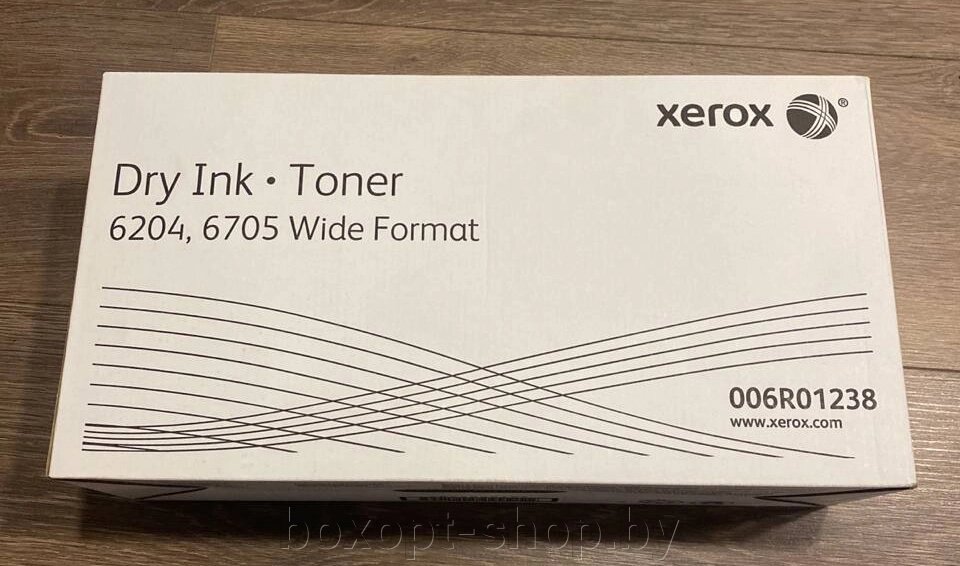 xerox ®
Dry Ink • Toner
6204, 6705 Wide Format
006R01238
www.xerox.com
boxopt-shop.by